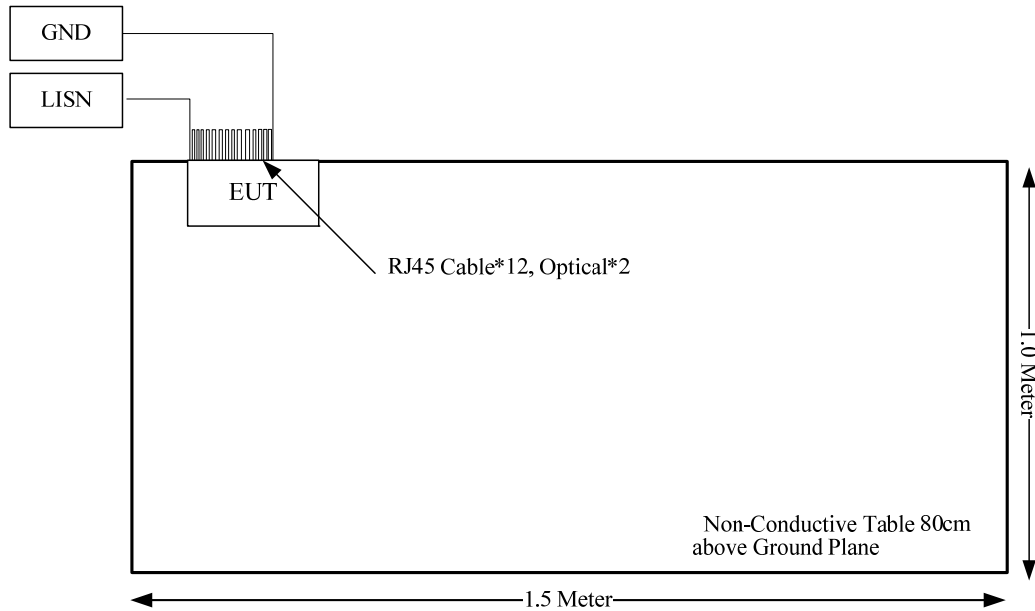 GND
LISN
EUT
RJ45 Cable*12, Optical*2
1.0 Meter
Non-Conductive Table 80cm
above Ground Plane
1.5 Meter